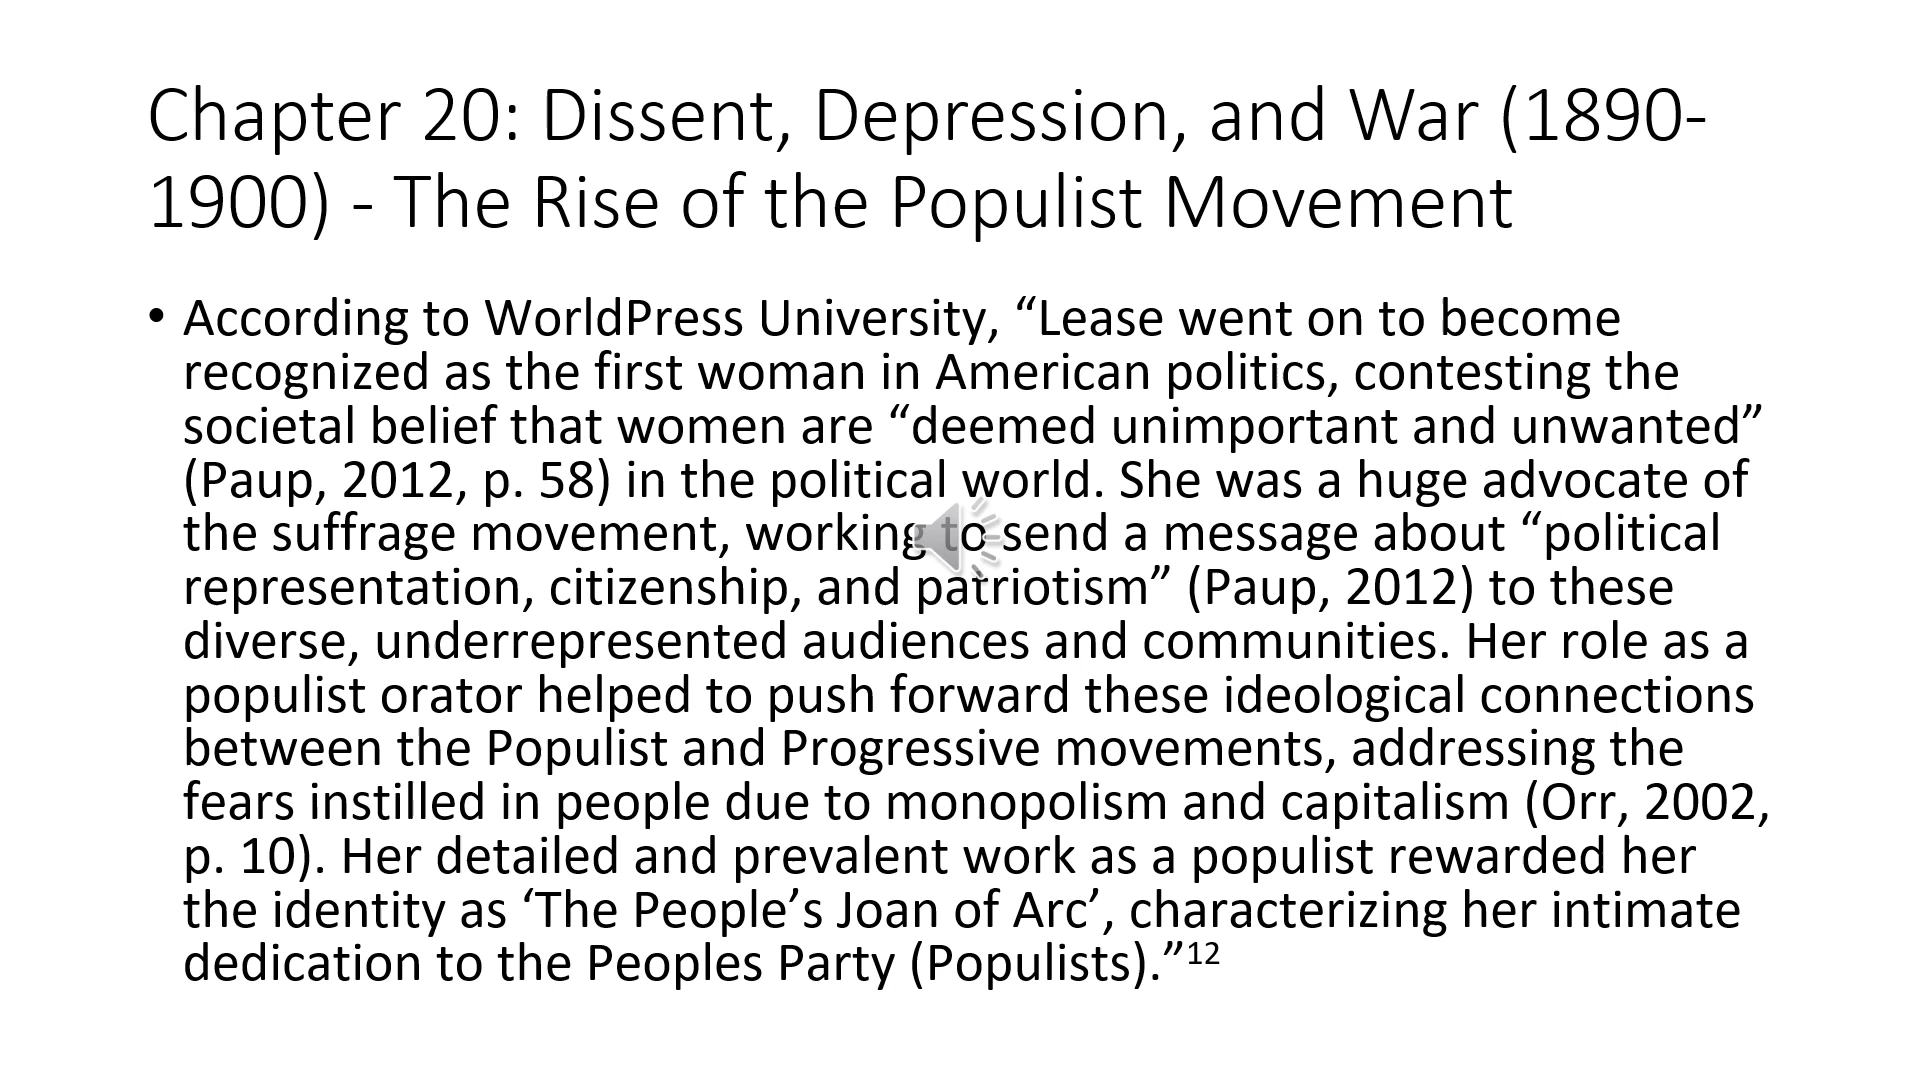 Chapter 20: Dissent, Depression, and War (1890-
1900) - The Rise of the Populist Movement
• According to WorldPress University, “Lease went on to become
recognized as the first woman in American politics, contesting the
societal belief that women are “deemed unimportant and unwanted”
(Paup, 2012, p. 58) in the political world. She was a huge advocate of
the suffrage movement, working to send a message about “political
representation, citizenship, and patriotism” (Paup, 2012) to these
diverse, underrepresented audiences and communities. Her role as a
populist orator helped to push forward these ideological connections
between the Populist and Progressive movements, addressing the
fears instilled in people due to monopolism and capitalism (Orr, 2002,
p. 10). Her detailed and prevalent work as a populist rewarded her
the identity as ‘The People’s Joan of Arc’, characterizing her intimate
dedication to the Peoples Party (Populists).”12